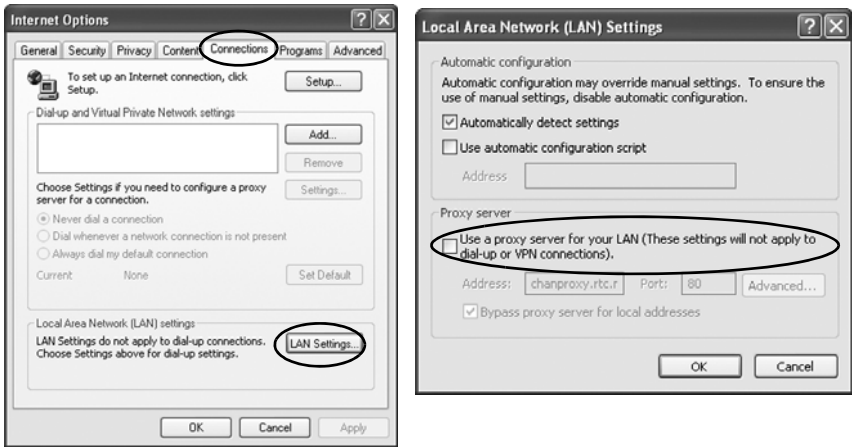 Internet Options
General Security Privacy Content Connections Programs Advanced
To set up an Internet connection, click
Setup.
Setup...
Dial-up and Virtual Private Network settings
Add...
Remove
Choose Settings if you need to configure a proxy
server for a connection.
Settings...
Never dial a connection
Dial whenever a network connection is not present
Always dial my default connection
Current None
Set Default
Local Area Network (LAN) settings
LAN Settings do not apply to dial-up connections.
Choose Settings above for dial-up settings.
LAN Settings...
OK Cancel Apply
Local Area Network (LAN) Settings
Automatic configuration
Automatic configuration may override manual settings. To ensure the
use of manual settings, disable automatic configuration.
Automatically detect settings
Use automatic configuration script
Address
Proxy server
Use a proxy server for your LAN (These settings will not apply to
dial-up or VPN connections).
Address: chanproxy.rtc.r Port: 80 Advanced...
Bypass proxy server for local addresses
OK Cancel